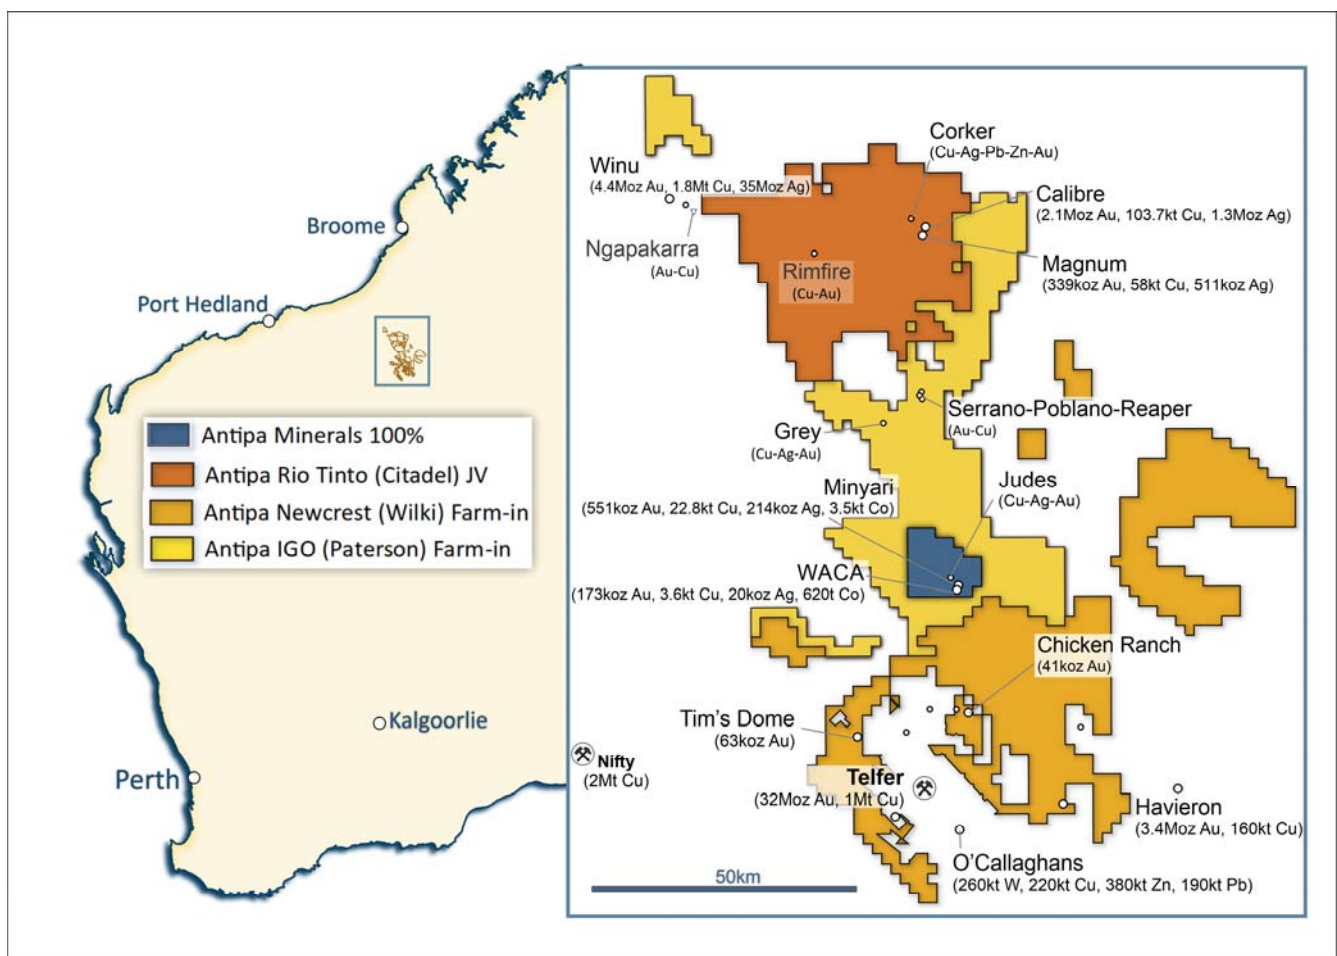 Broome
Port Hedland
Antipa Minerals 100%
Antipa Rio Tinto (Citadel) JV
Antipa Newcrest (Wilki) Farm-in
Antipa IGO (Paterson) Farm-in
Kalgoorlie
Perth
Corker
(Cu-Ag-Pb-Zn-Au)
Winu
(4.4Moz Au, 1.8Mt Cu, 35Moz Ag)
Calibre
(2.1Moz Au, 103.7kt Cu, 1.3Moz Ag)
Ngapakarra
(Au-Cu)
Rimfire
(Cu-Au)
Magnum
(339koz Au, 58kt Cu, 511koz Ag)
Serrano-Poblano-Reaper
(Au-Cu)
Grey
(Cu-Ag-Au)
Judes
(Cu-Ag-Au)
Minyari
(551koz Au, 22.8kt Cu, 214koz Ag, 3.5kt Co)
WACA
(173koz Au, 3.6kt Cu, 20koz Ag, 620t Co)
Chicken Ranch
(41koz Au)
Tim's Dome
(63koz Au)
Nifty
(2Mt Cu)
Telfer
(32Moz Au, 1Mt Cu)
Havieron
(3.4Moz Au, 160kt Cu)
O'Callaghans
(260kt W, 220kt Cu, 380kt Zn, 190kt Pb)
50km